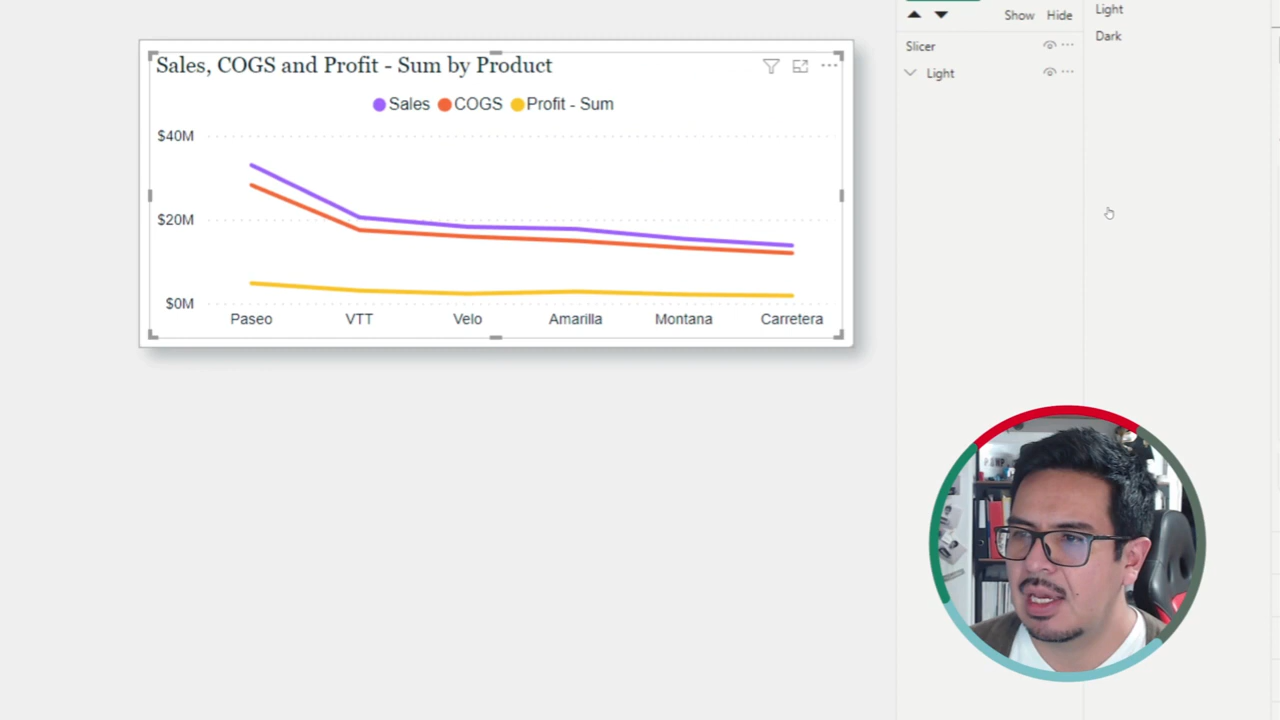 Sales, COGS and Profit - Sum by Product
Sales COGS Profit - Sum
$40M
$20M
$0M
Paseo VTT Velo Amarilla Montana Carretera
Show Hide
Slicer
Light
Light
Dark